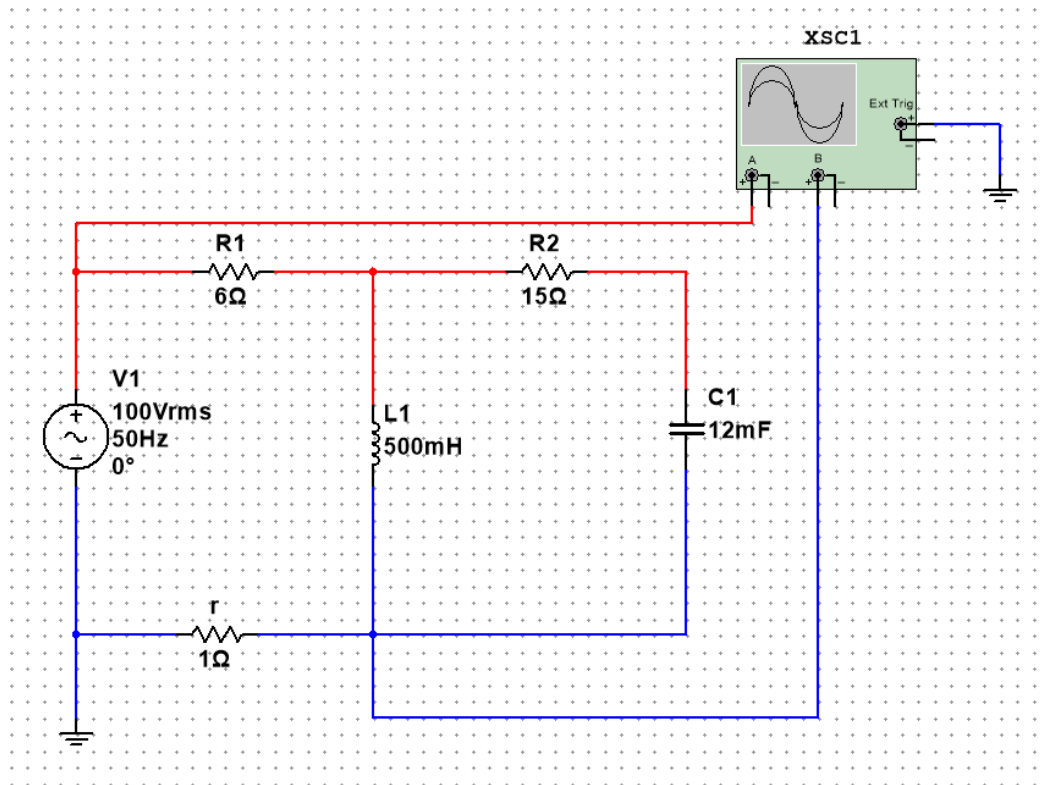 XSC1
Ext Trig
+
−
A
B
+
−
+
−
R1
6Ω
R2
15Ω
V1
100Vrms
50Hz
0°
+
−
L1
500mH
C1
12mF
r
1Ω